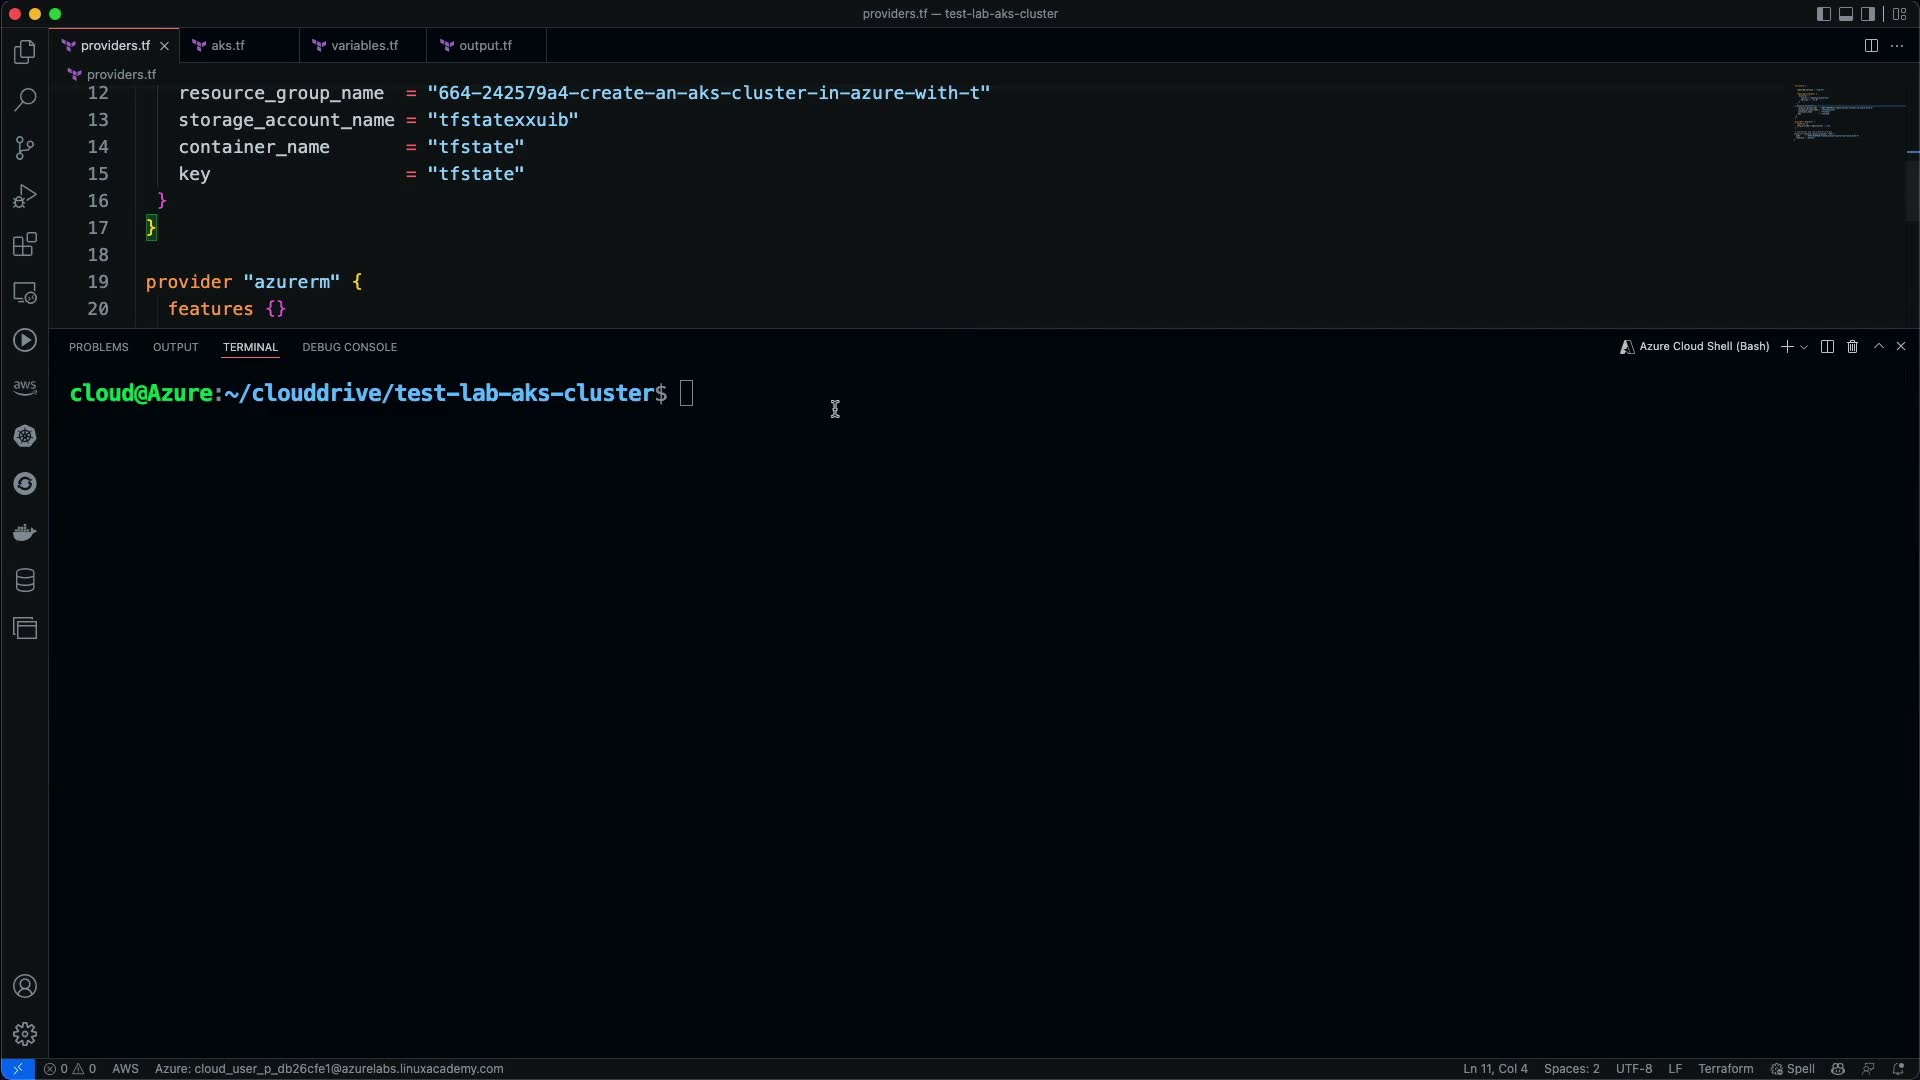 providers.tf — test-lab-aks-cluster
providers.tf
aks.tf
variables.tf
output.tf
providers.tf
12 resource_group_name = "664-242579a4-create-an-aks-cluster-in-azure-with-t"
13 storage_account_name = "tfstatexxuib"
14 container_name = "tfstate"
15 key = "tfstate"
16 }
17 }
18
19 provider "azurerm" {
20 features {}
PROBLEMS OUTPUT TERMINAL DEBUG CONSOLE
Azure Cloud Shell (Bash)
cloud@Azure:~/clouddrive/test-lab-aks-cluster$
aws
0 0 AWS Azure: cloud_user_p_db26cfe1@azurelabs.linuxacademy.com
Ln 11, Col 4 Spaces: 2 UTF-8 LF Terraform Spell